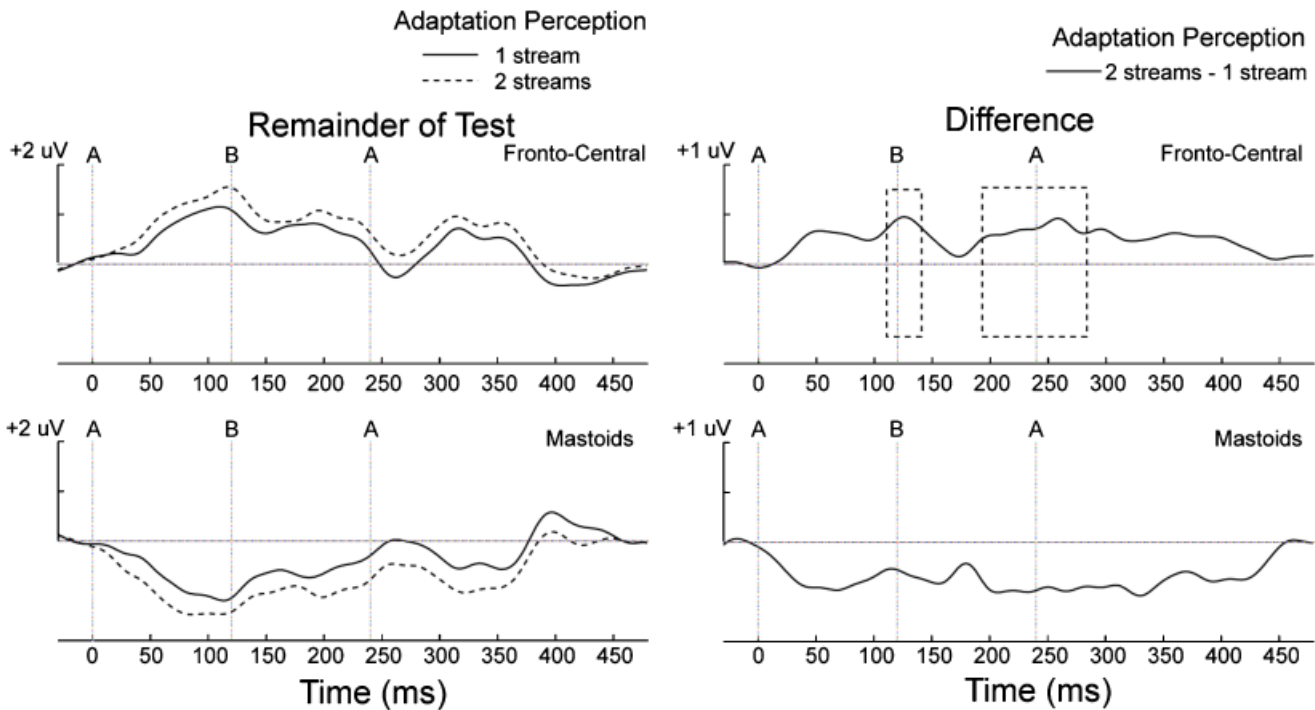 Adaptation Perception
1 stream
2 streams
Remainder of Test
+2 uV A B A Fronto-Central
0 50 100 150 200 250 300 350 400 450
+2 uV A B A Mastoids
0 50 100 150 200 250 300 350 400 450
Time (ms)
Adaptation Perception
2 streams - 1 stream
Difference
+1 uV A B A Fronto-Central
0 50 100 150 200 250 300 350 400 450
+1 uV A B A Mastoids
0 50 100 150 200 250 300 350 400 450
Time (ms)